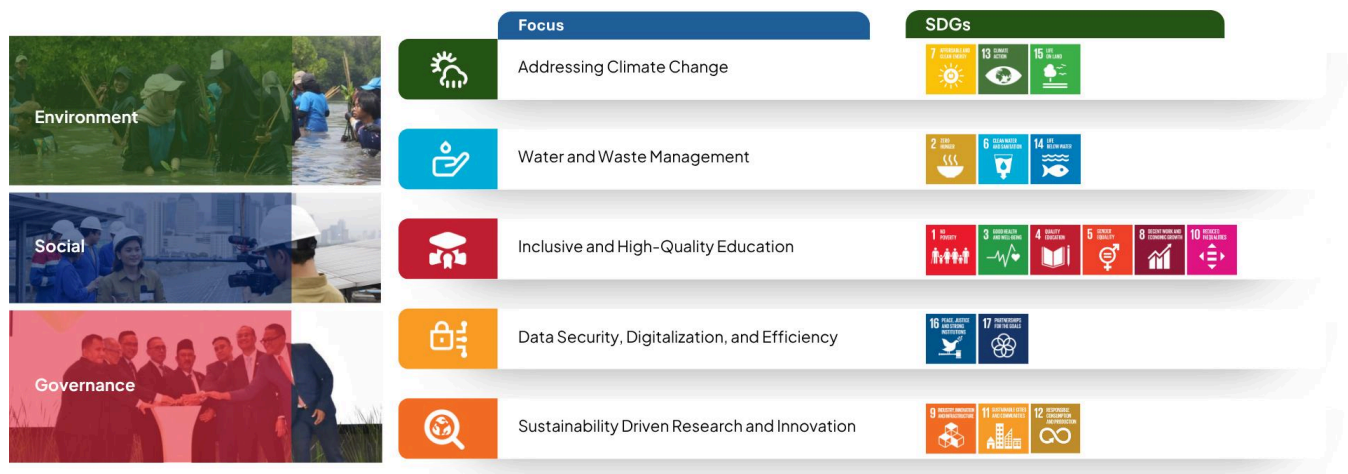 Focus
SDGs
Environment
Social
Governance
Addressing Climate Change
7 AFFORDABLE AND
CLEAN ENERGY
13 CLIMATE
ACTION
15 LIFE
ON LAND
Water and Waste Management
2 ZERO
HUNGER
6 CLEAN WATER
AND SANITATION
14 LIFE
BELOW WATER
Inclusive and High-Quality Education
1 NO
POVERTY
3 GOOD HEALTH
AND WELL-BEING
4 QUALITY
EDUCATION
5 GENDER
EQUALITY
8 DECENT WORK AND
ECONOMIC GROWTH
10 REDUCED
INEQUALITIES
Data Security, Digitalization, and Efficiency
16 PEACE, JUSTICE
AND STRONG
INSTITUTIONS
17 PARTNERSHIPS
FOR THE GOALS
Sustainability Driven Research and Innovation
9 INDUSTRY, INNOVATION
AND INFRASTRUCTURE
11 SUSTAINABLE CITIES
AND COMMUNITIES
12 RESPONSIBLE
CONSUMPTION
AND PRODUCTION